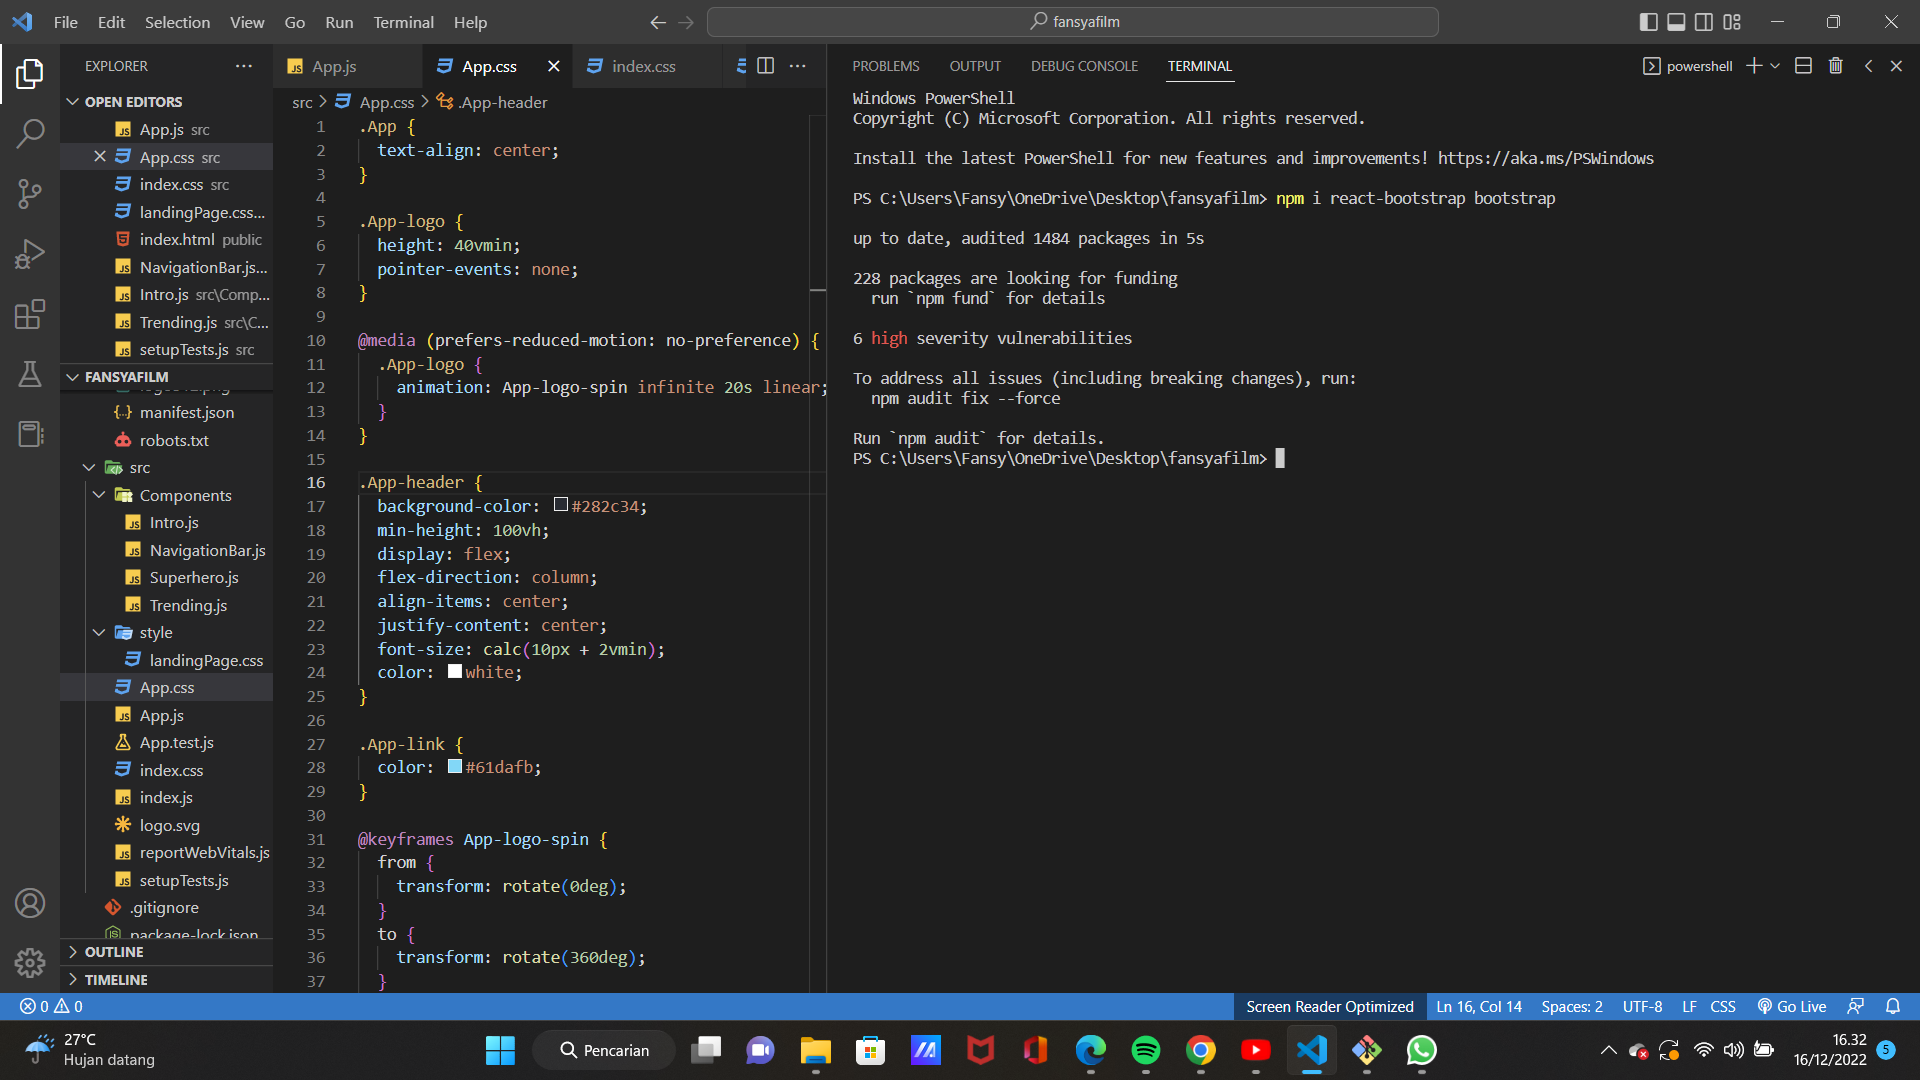 File Edit Selection View Go Run Terminal Help
fansyafilm
EXPLORER
OPEN EDITORS
App.js src
App.css src
index.css src
landingPage.css...
index.html public
NavigationBar.js...
Intro.js src\Comp...
Trending.js src\C...
setupTests.js src
FANSYAFILM
manifest.json
robots.txt
src
Components
Intro.js
NavigationBar.js
Superhero.js
Trending.js
style
landingPage.css
App.css
App.js
App.test.js
index.css
index.js
logo.svg
reportWebVitals.js
setupTests.js
.gitignore
package-lock.json
OUTLINE
TIMELINE
App.js
App.css
index.css
src > App.css > .App-header
1 .App {
2 text-align: center;
3 }
4
5 .App-logo {
6 height: 40vmin;
7 pointer-events: none;
8 }
9
10 @media (prefers-reduced-motion: no-preference) {
11 .App-logo {
12 animation: App-logo-spin infinite 20s linear;
13 }
14 }
15
16 .App-header {
17 background-color: #282c34;
18 min-height: 100vh;
19 display: flex;
20 flex-direction: column;
21 align-items: center;
22 justify-content: center;
23 font-size: calc(10px + 2vmin);
24 color: white;
25 }
26
27 .App-link {
28 color: #61dafb;
29 }
30
31 @keyframes App-logo-spin {
32 from {
33 transform: rotate(0deg);
34 }
35 to {
36 transform: rotate(360deg);
37 }
PROBLEMS OUTPUT DEBUG CONSOLE TERMINAL
powershell
Windows PowerShell
Copyright (C) Microsoft Corporation. All rights reserved.
Install the latest PowerShell for new features and improvements! https://aka.ms/PSWindows
PS C:\Users\Fansy\OneDrive\Desktop\fansyafilm> npm i react-bootstrap bootstrap
up to date, audited 1484 packages in 5s
228 packages are looking for funding
run `npm fund` for details
6 high severity vulnerabilities
To address all issues (including breaking changes), run:
npm audit fix --force
Run `npm audit` for details.
PS C:\Users\Fansy\OneDrive\Desktop\fansyafilm>
0 0
Screen Reader Optimized Ln 16, Col 14 Spaces: 2 UTF-8 LF CSS Go Live
27°C
Hujan datang
Pencarian
16.32
16/12/2022
5